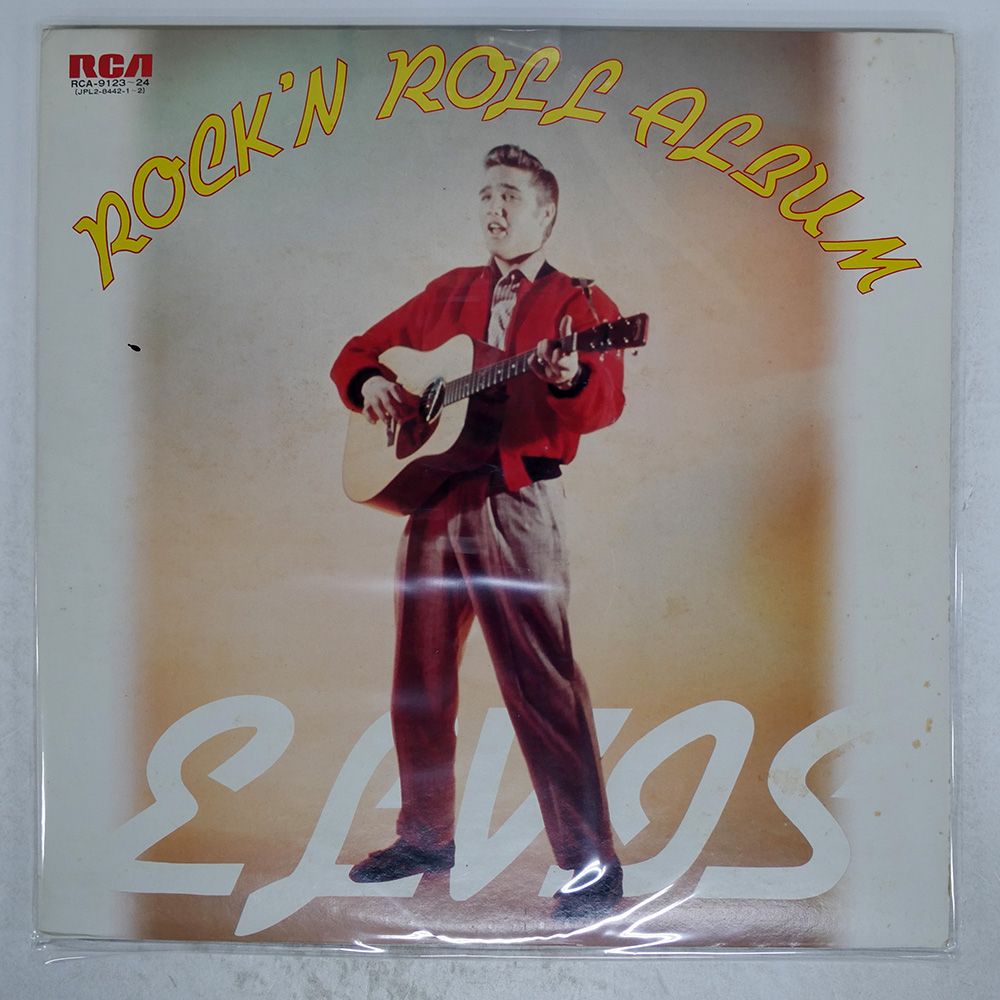 RCA
RCA-9123~24
(JPL2-8442-1~2)
ROCK'N ROLL ALBUM
ELVIS